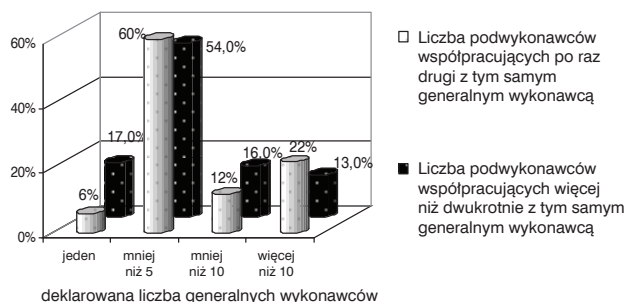 60%
40%
20%
0%
6%
17,0%
60%
54,0%
12%
16,0%
22%
13,0%
jeden
mniej
niż 5
mniej
niż 10
więcej
niż 10
deklarowana liczba generalnych wykonawców
Liczba podwykonawców
współpracujących po raz
drugi z tym samym
generalnym wykonawcą
Liczba podwykonawców
współpracujących więcej
niż dwukrotnie z tym samym
generalnym wykonawcą